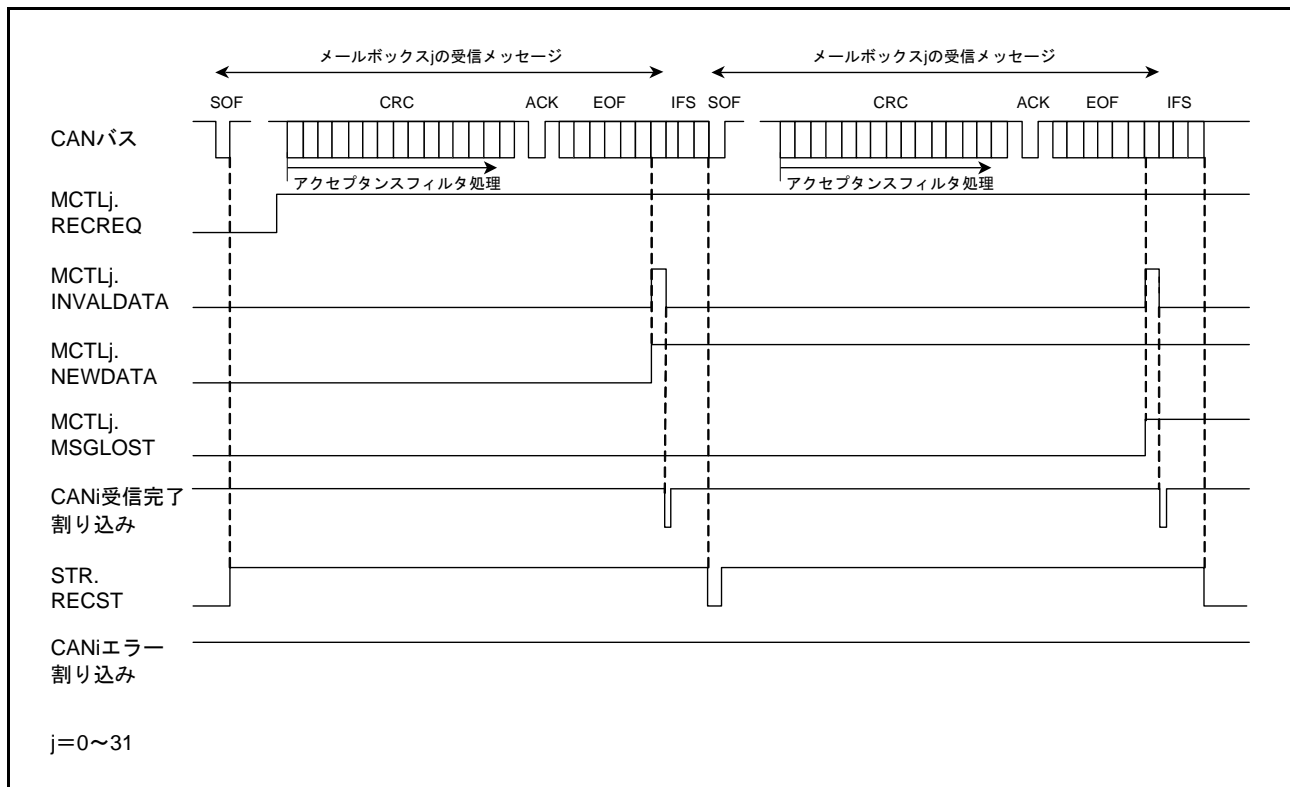 メールボックスjの受信メッセージ メールボックスjの受信メッセージ
SOF CRC ACK EOF IFS SOF CRC ACK EOF IFS
CANバス
アクセプタンスフィルタ処理 アクセプタンスフィルタ処理
MCTLj.
RECREQ
MCTLj.
INVALDATA
MCTLj.
NEWDATA
MCTLj.
MSGLOST
CANi受信完了
割り込み
STR.
RECST
CANiエラー
割り込み
j＝0～31